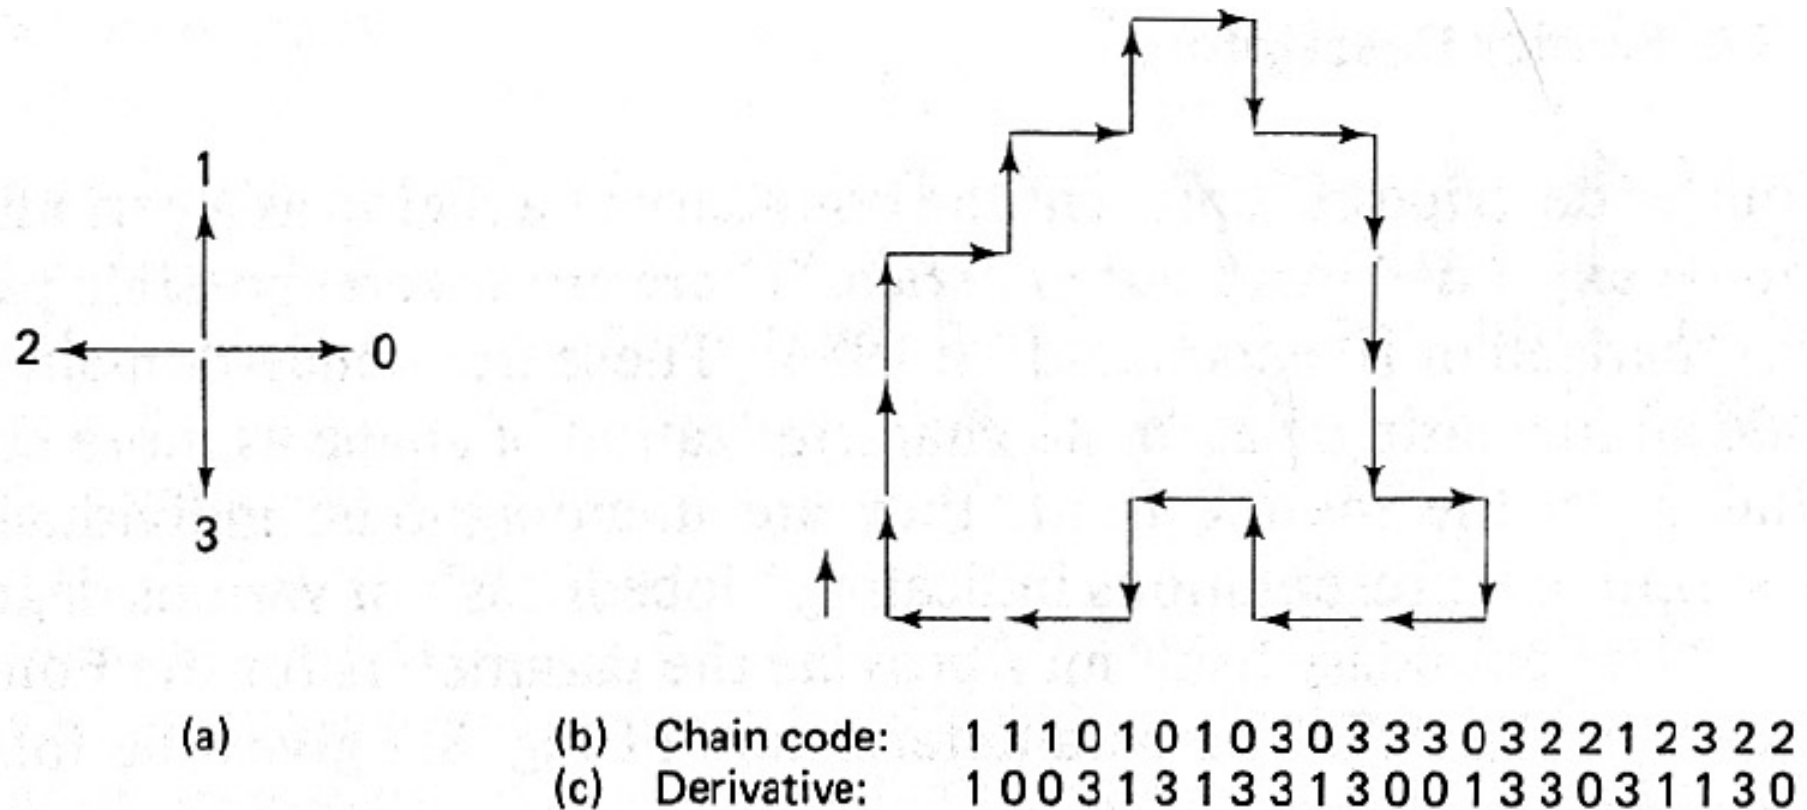 1
2 0
3
(a) (b) Chain code: 1 1 1 0 1 0 1 0 3 0 3 3 3 0 3 2 2 1 2 3 2 2
(c) Derivative: 1 0 0 3 1 3 1 3 3 1 3 0 0 1 3 3 0 3 1 1 3 0